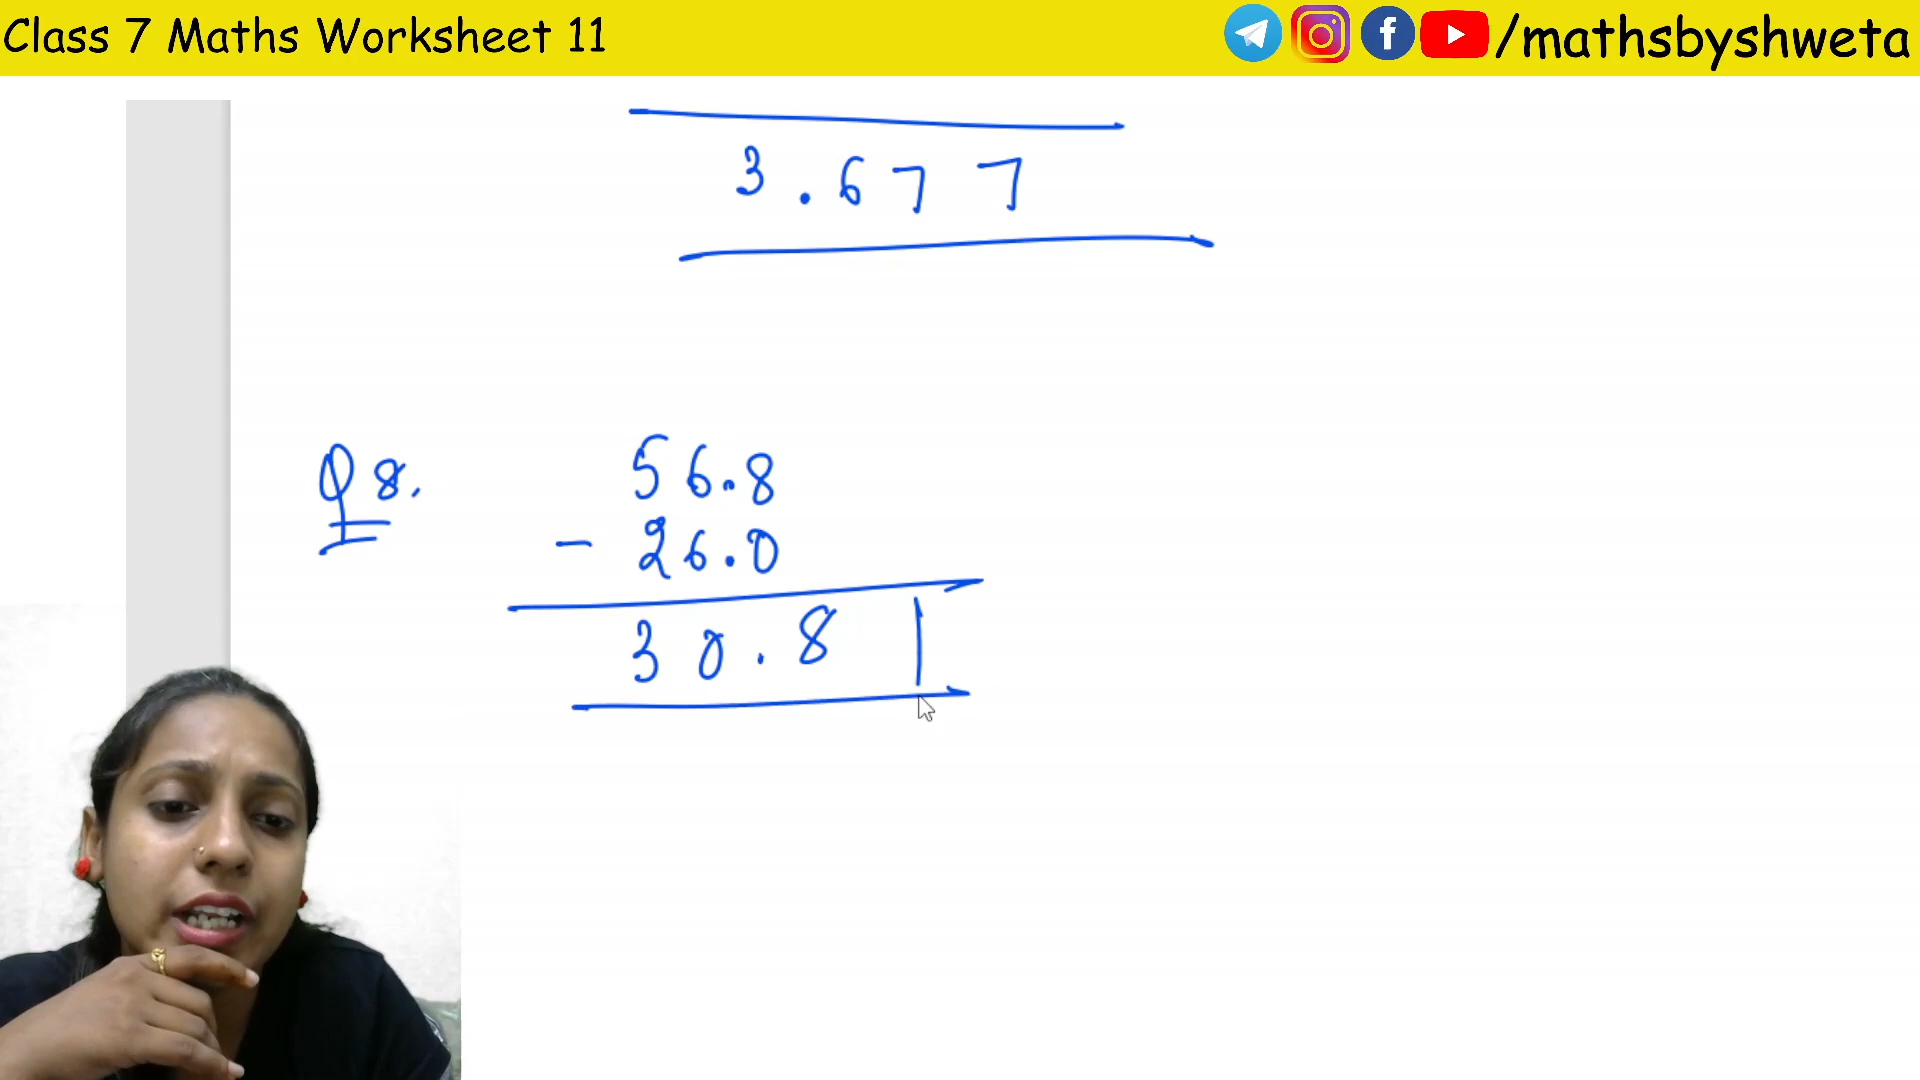 Class 7 Maths Worksheet 11
/mathsbyshweta
3.677
Q8. 56.8
- 26.0
30.8